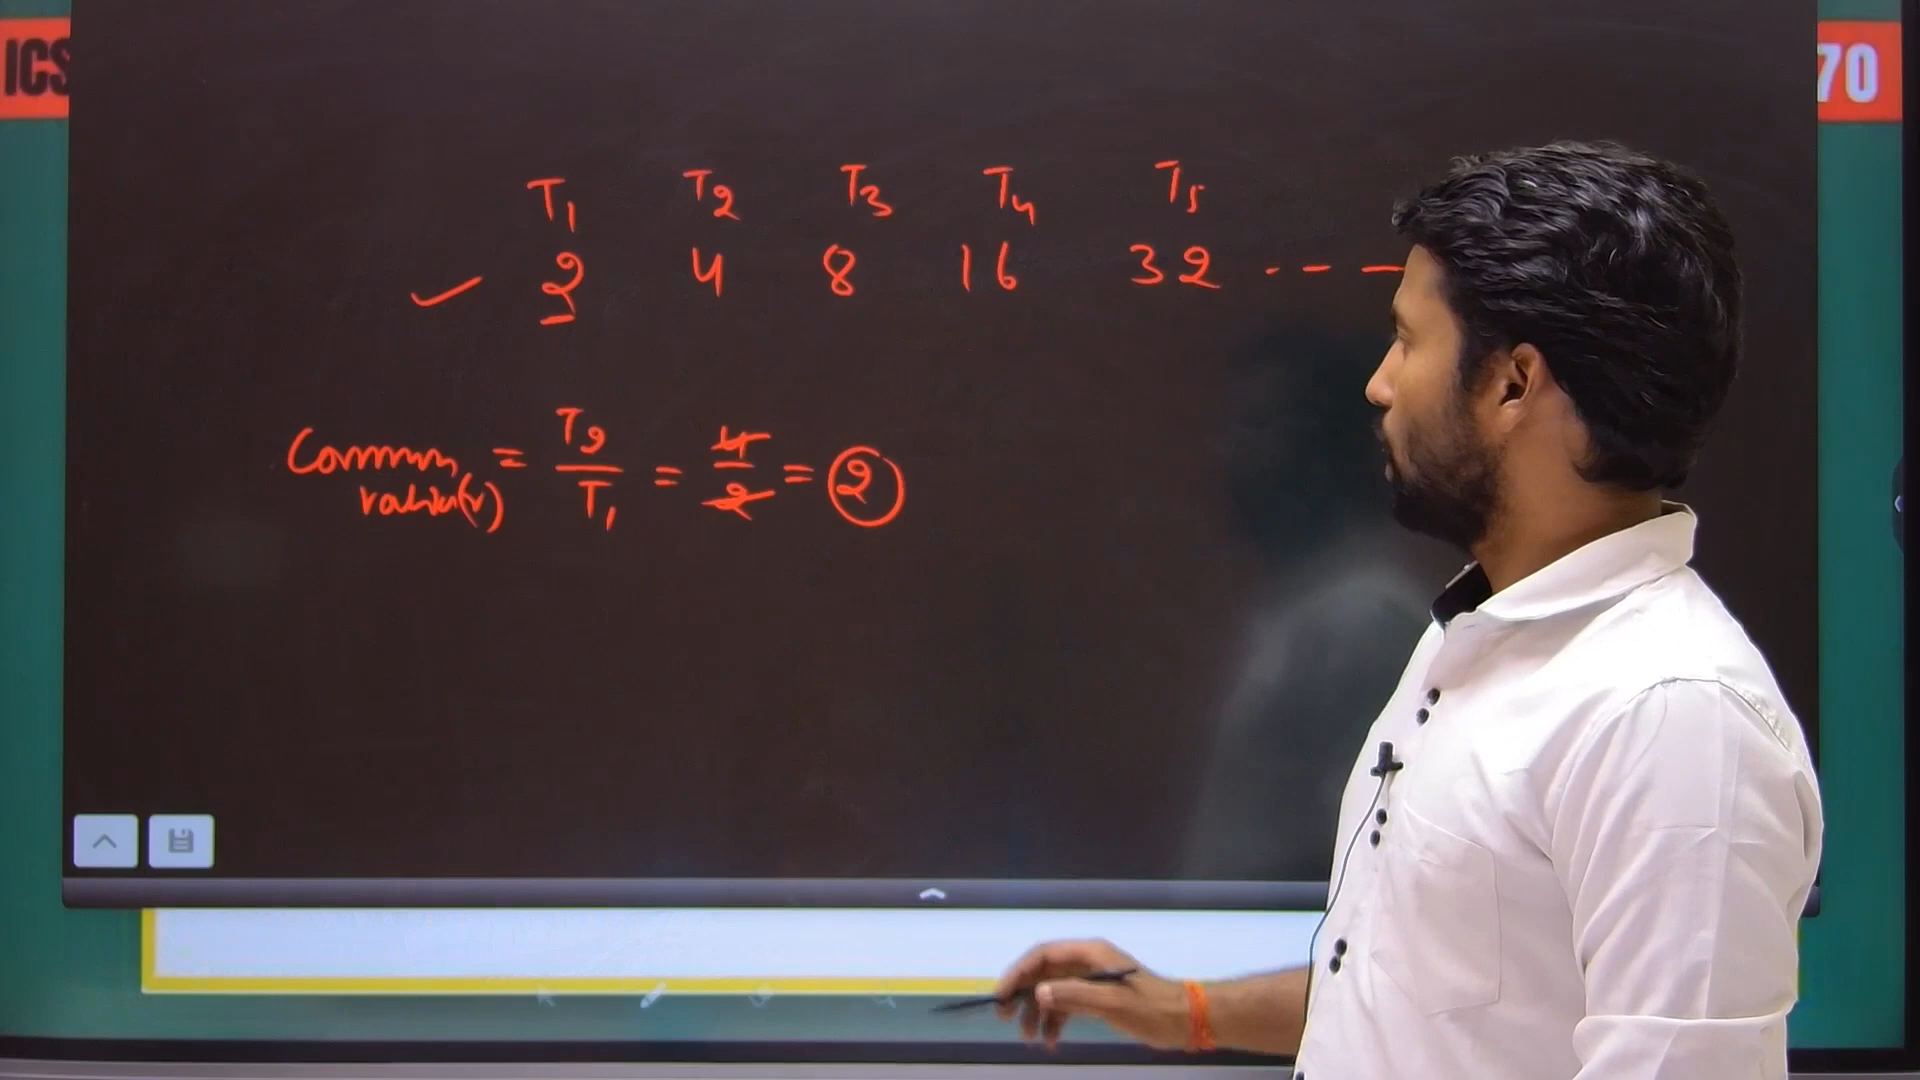 ICS
70
T1 T2 T3 T4 T5
2 4 8 16 32 - - -
Common = T2/T1 = 4/2 = 2
ratio(r)